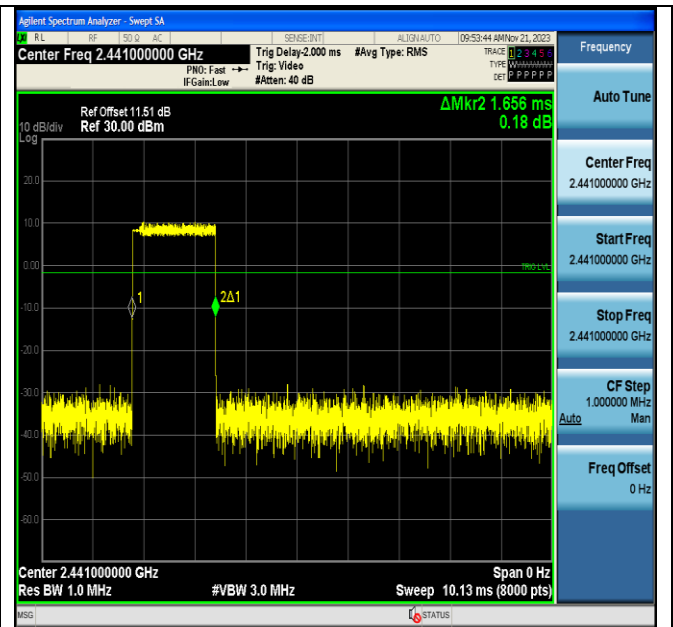 Agilent Spectrum Analyzer - Swept SA
RL RF 50 Ω AC SENSE:INT ALIGN AUTO 09:53:44 AM Nov 21, 2023
Center Freq 2.441000000 GHz
PNO: Fast
IFGain:Low
Trig Delay-2.000 ms
Trig: Video
#Atten: 40 dB
#Avg Type: RMS
TRACE 1 2 3 4 5 6
TYPE
DET P P P P P P
Frequency
Ref Offset 11.51 dB
10 dB/div Ref 30.00 dBm
Log
ΔMkr2 1.656 ms
0.18 dB
20.0
10.0
0.00
TRIG LVL
-10.0
1
2Δ1
-20.0
-30.0
-40.0
-50.0
-60.0
Center 2.441000000 GHz Span 0 Hz
Res BW 1.0 MHz #VBW 3.0 MHz Sweep 10.13 ms (8000 pts)
MSG STATUS
Auto Tune
Center Freq
2.441000000 GHz
Start Freq
2.441000000 GHz
Stop Freq
2.441000000 GHz
CF Step
1.000000 MHz
Auto Man
Freq Offset
0 Hz